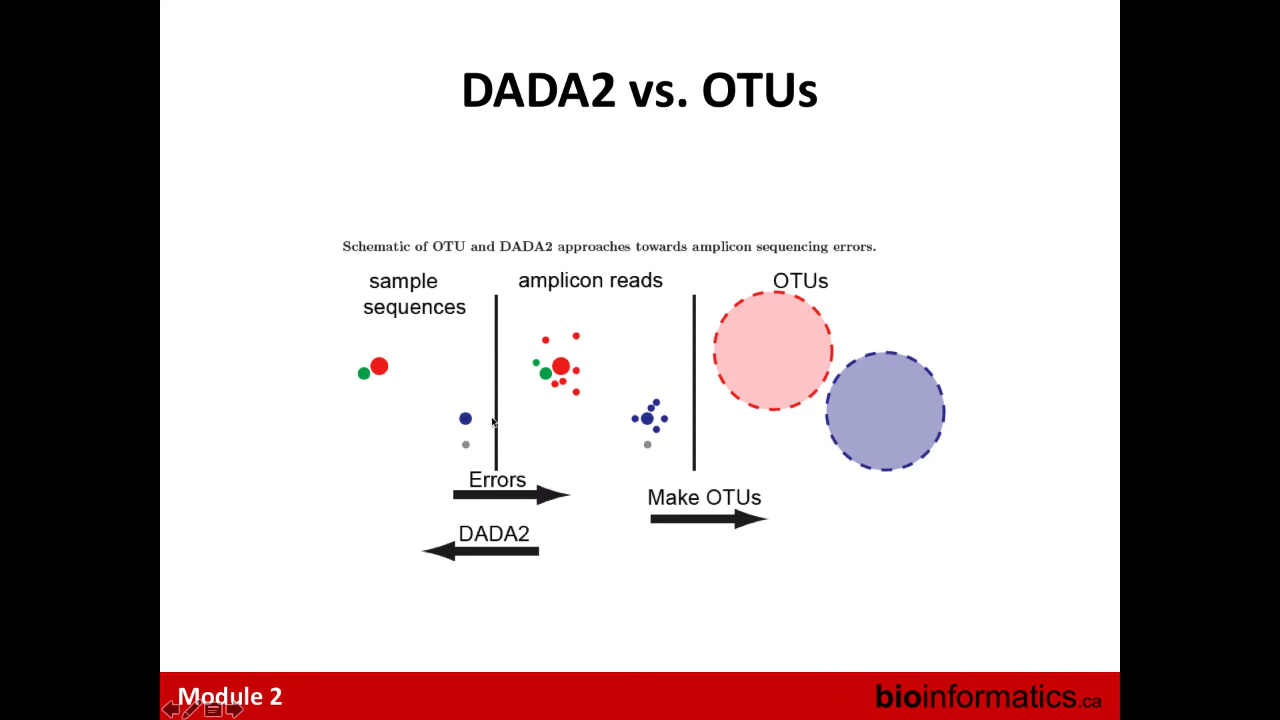 DADA2 vs. OTUs
Schematic of OTU and DADA2 approaches towards amplicon sequencing errors.
sample
sequences
amplicon reads
OTUs
Errors
DADA2
Make OTUs
Module 2
bioinformatics.ca